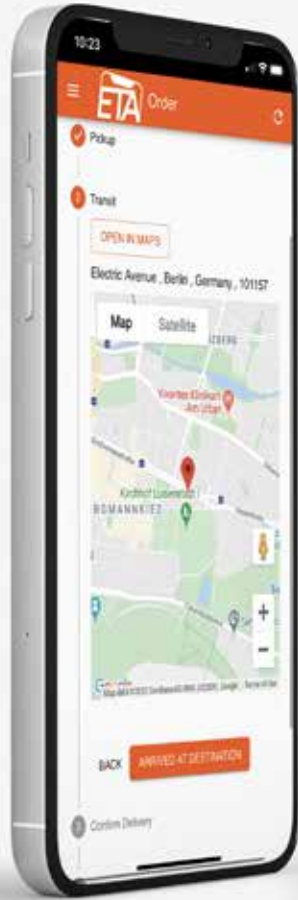 10:23
ETA Order
Pickup
Transit
OPEN IN MAPS
Electric Avenue , Berlin , Germany , 101157
Map Satellite
Vivantes Klinikum
Am Urban
Kirchhof Luisenstadt
+
−
BACK ARRIVED AT DESTINATION
Confirm Delivery